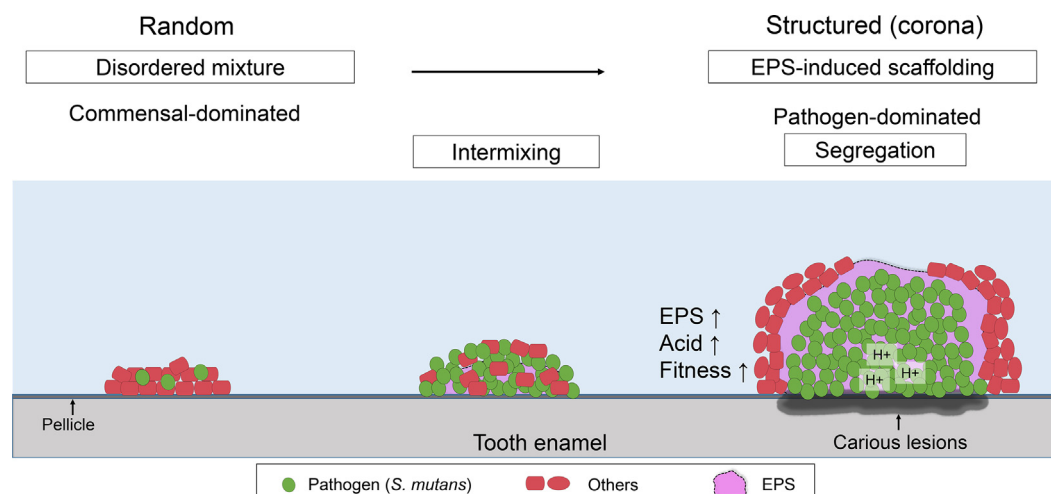 Random
Structured (corona)
Disordered mixture
EPS-induced scaffolding
Commensal-dominated
Pathogen-dominated
Intermixing
Segregation
EPS ↑
Acid ↑
Fitness ↑
H+
H+
H+
Pellicle
Tooth enamel
Carious lesions
Pathogen (S. mutans)
Others
EPS